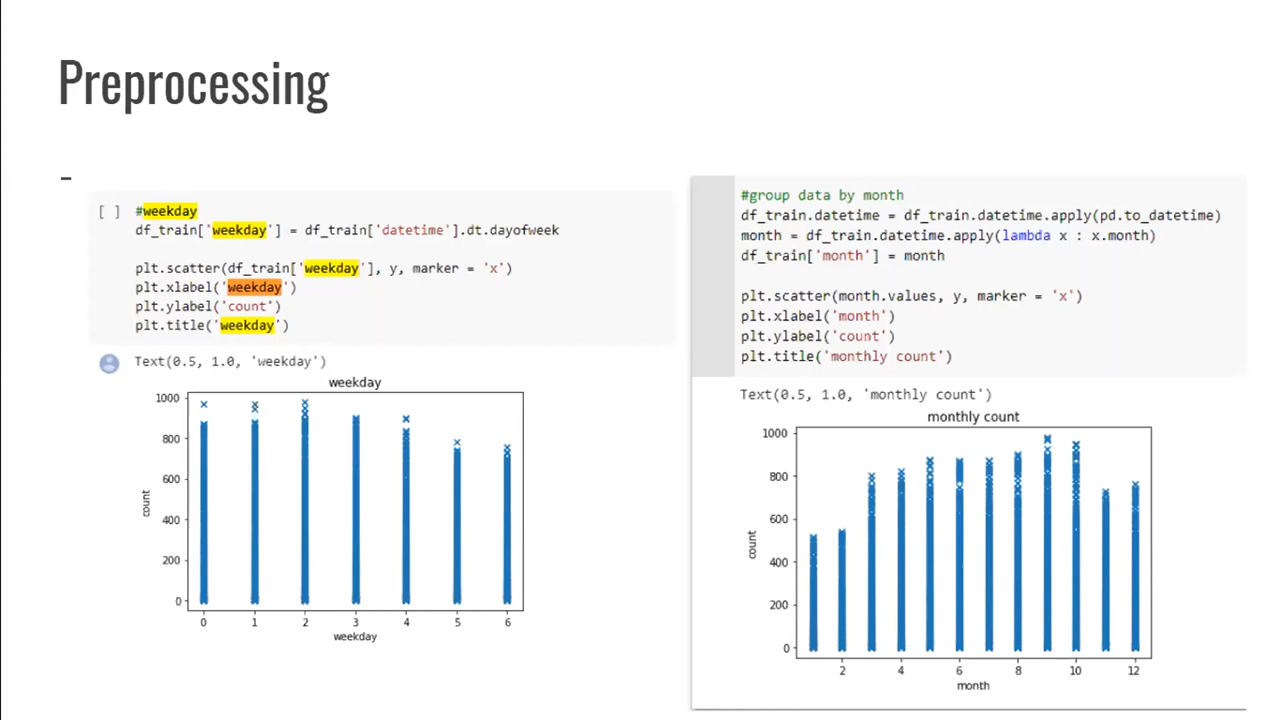 Preprocessing
-
[ ] #weekday
df_train['weekday'] = df_train['datetime'].dt.dayofweek
plt.scatter(df_train['weekday'], y, marker = 'x')
plt.xlabel('weekday')
plt.ylabel('count')
plt.title('weekday')
Text(0.5, 1.0, 'weekday')
weekday
1000
800
600
400
200
0
count
0 1 2 3 4 5 6
weekday
#group data by month
df_train.datetime = df_train.datetime.apply(pd.to_datetime)
month = df_train.datetime.apply(lambda x : x.month)
df_train['month'] = month
plt.scatter(month.values, y, marker = 'x')
plt.xlabel('month')
plt.ylabel('count')
plt.title('monthly count')
Text(0.5, 1.0, 'monthly count')
monthly count
1000
800
600
400
200
0
count
2 4 6 8 10 12
month